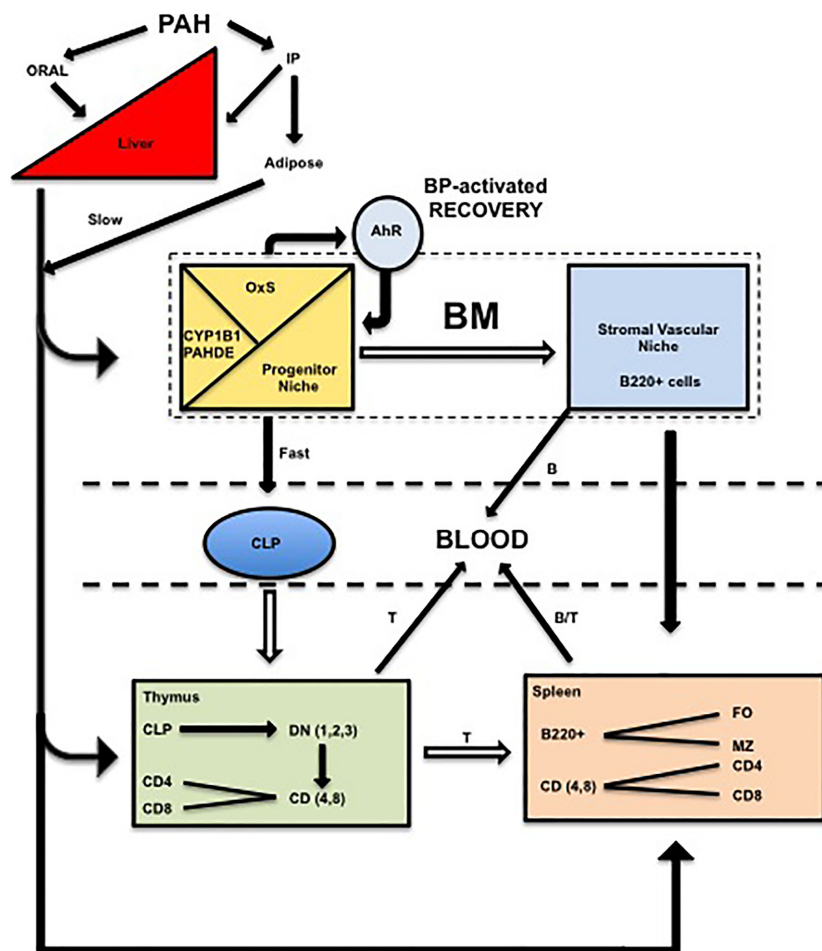 PAH
ORAL
IP
Liver
Adipose
Slow
BP-activated
RECOVERY
AhR
OxS
CYP1B1
PAHDE
Progenitor
Niche
BM
Stromal Vascular
Niche
B220+ cells
Fast
B
CLP
BLOOD
T
B/T
Thymus
CLP
DN (1,2,3)
CD4
CD8
CD (4,8)
T
Spleen
B220+
FO
MZ
CD (4,8)
CD4
CD8